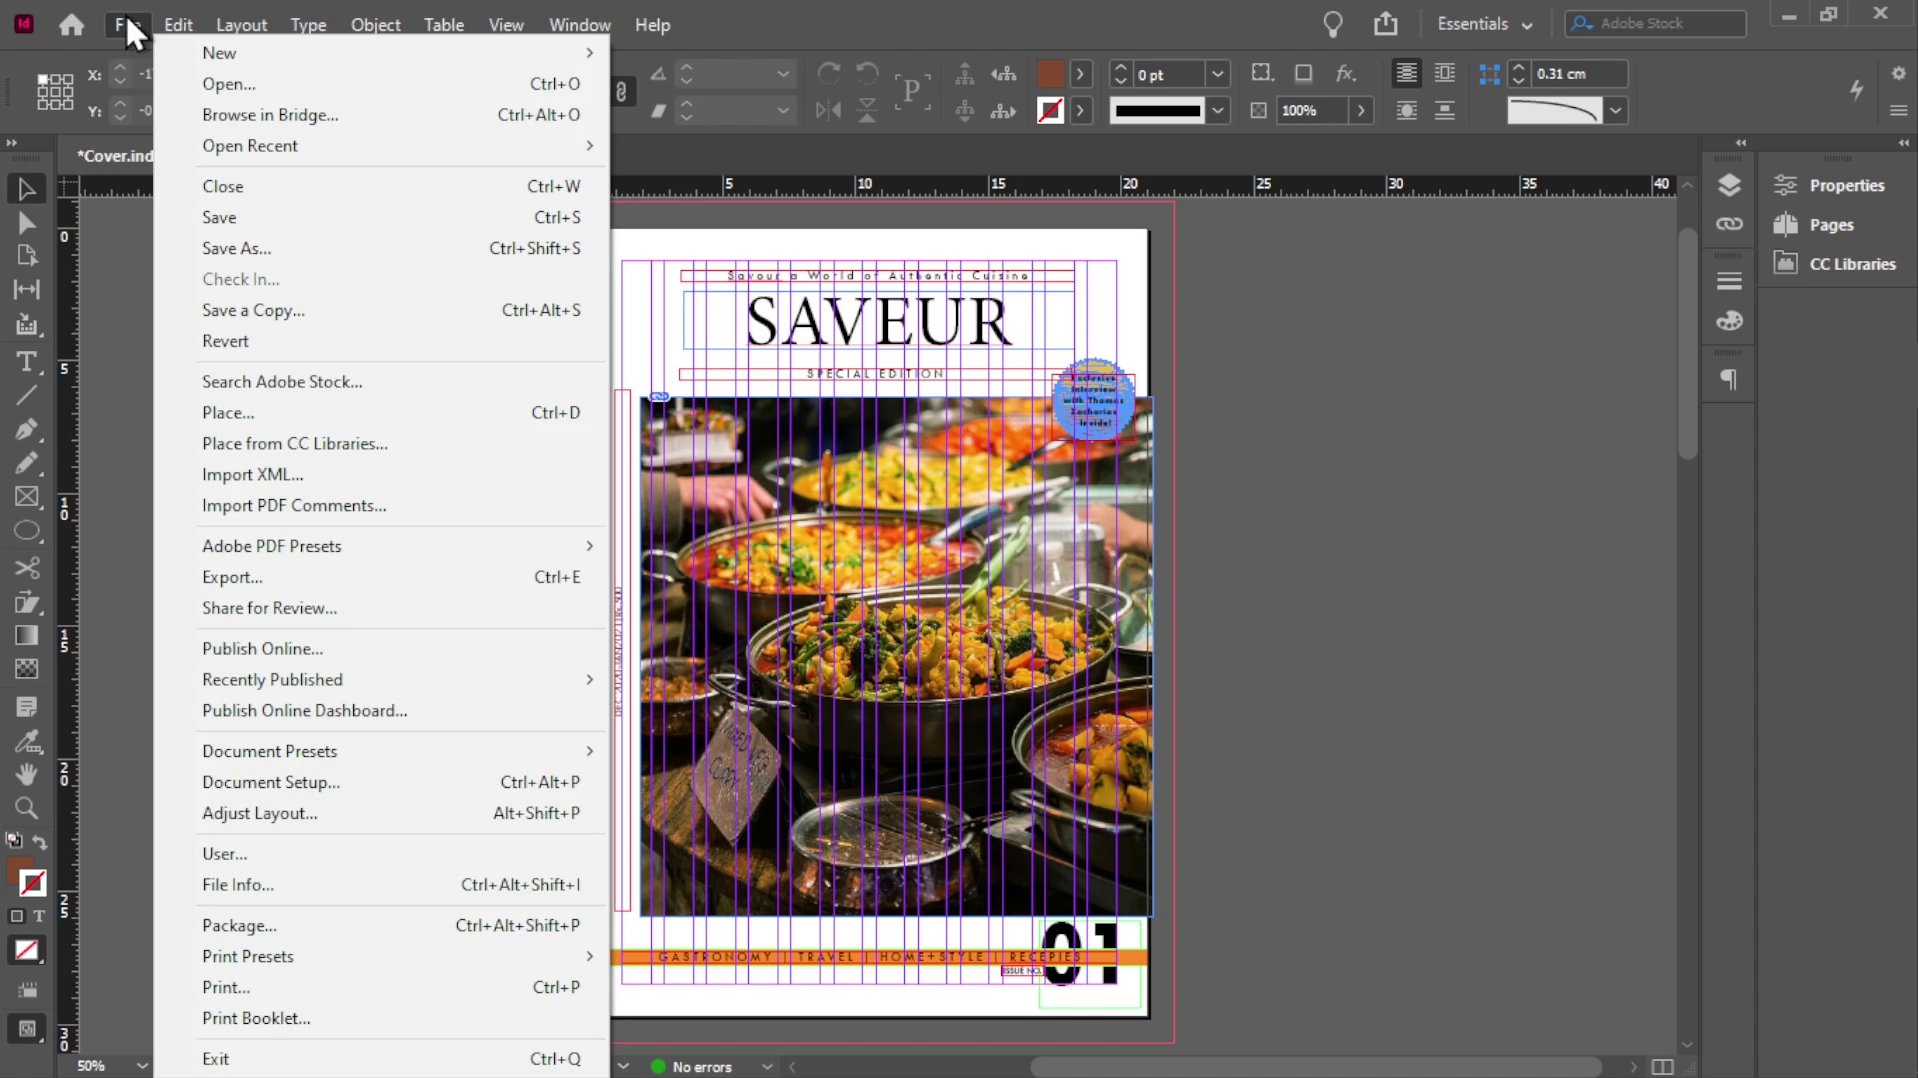 Id
Edit Layout Type Object Table View Window Help
Essentials
Adobe Stock
X:
Y:
0 pt
0.31 cm
100%
*Cover.ind
New
Open... Ctrl+O
Browse in Bridge... Ctrl+Alt+O
Open Recent
Close Ctrl+W
Save Ctrl+S
Save As... Ctrl+Shift+S
Check In...
Save a Copy... Ctrl+Alt+S
Revert
Search Adobe Stock...
Place... Ctrl+D
Place from CC Libraries...
Import XML...
Import PDF Comments...
Adobe PDF Presets
Export... Ctrl+E
Share for Review...
Publish Online...
Recently Published
Publish Online Dashboard...
Document Presets
Document Setup... Ctrl+Alt+P
Adjust Layout... Alt+Shift+P
User...
File Info... Ctrl+Alt+Shift+I
Package... Ctrl+Alt+Shift+P
Print Presets
Print... Ctrl+P
Print Booklet...
Exit Ctrl+Q
5 10 15 20 25 30 35 40
0
5
10
15
20
25
30
Savour a World of Authentic Cuisine
SAVEUR
SPECIAL EDITION
Exclusive
Interview
with Thomas
Zacharias
Inside!
GASTRONOMY | TRAVEL | HOME+STYLE | RECEPIES
ISSUE NO.
01
Properties
Pages
CC Libraries
50%
No errors